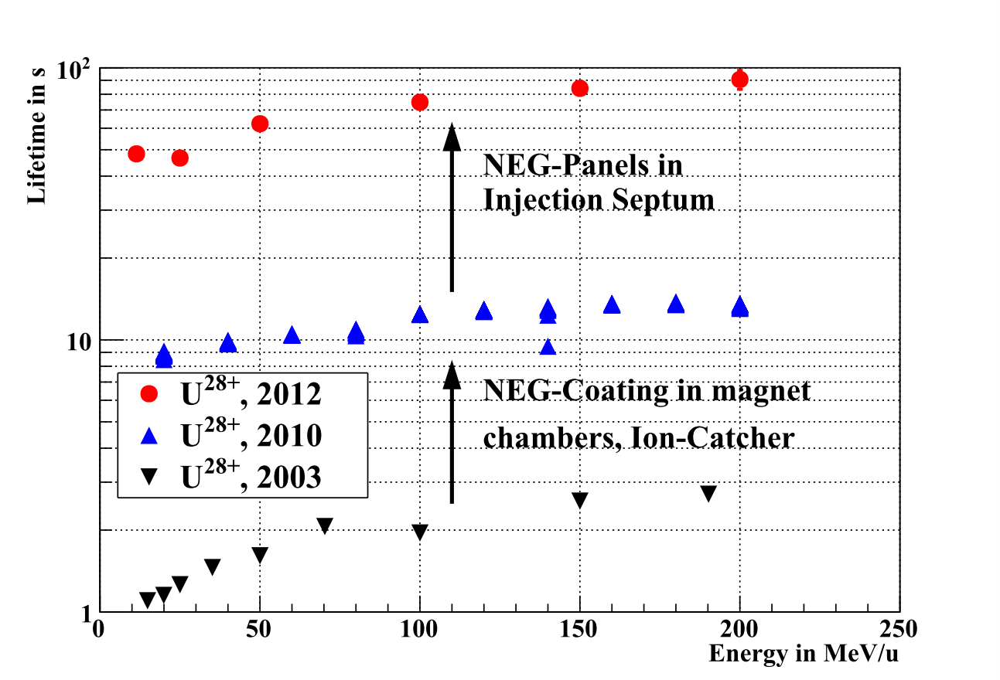 10²
Lifetime in s
NEG-Panels in
Injection Septum
10
NEG-Coating in magnet
chambers, Ion-Catcher
U²⁸⁺, 2012
U²⁸⁺, 2010
U²⁸⁺, 2003
1
0 50 100 150 200 250
Energy in MeV/u